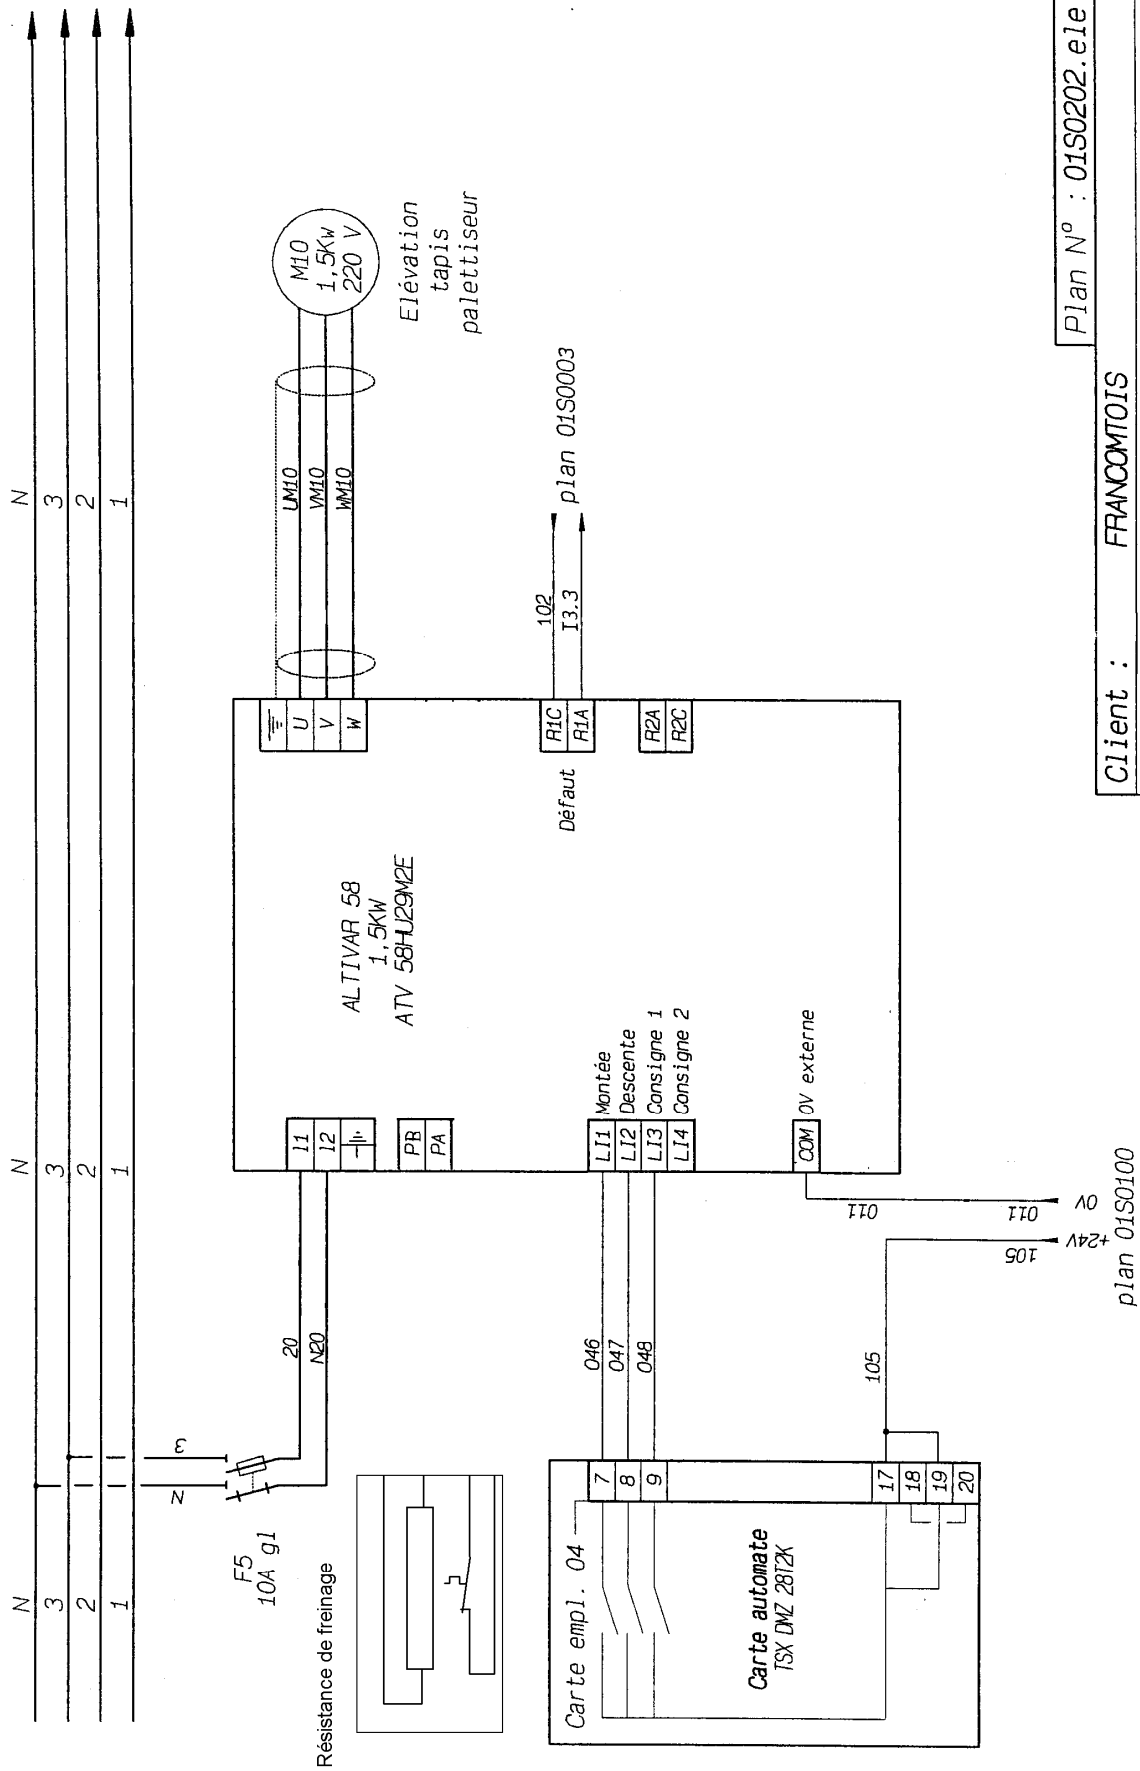 N
3
2
1
N
3
2
1
N
3
2
1
3
N
F5
10A gl
20
N20
Résistance de freinage
I1
I2
PB
PA
ALTIVAR 58
1,5KW
ATV 58HU29M2E
U
V
W
UM10
VM10
WM10
M10
1,5Kw
220 V
Elévation
tapis
palettiseur
Carte empl. 04
7
8
9
046
047
048
LI1 Montée
LI2 Descente
LI3 Consigne 1
LI4 Consigne 2
Défaut
R1C
R1A
R2A
R2C
102
I3.3
plan 01S0003
Carte automate
TSX DMZ 28T2K
17
18
19
20
105
COM 0V externe
011
011
0V
105
+24V
plan 01S0100
Plan N° : 01S0202.ele
Client : FRANCOMTOIS